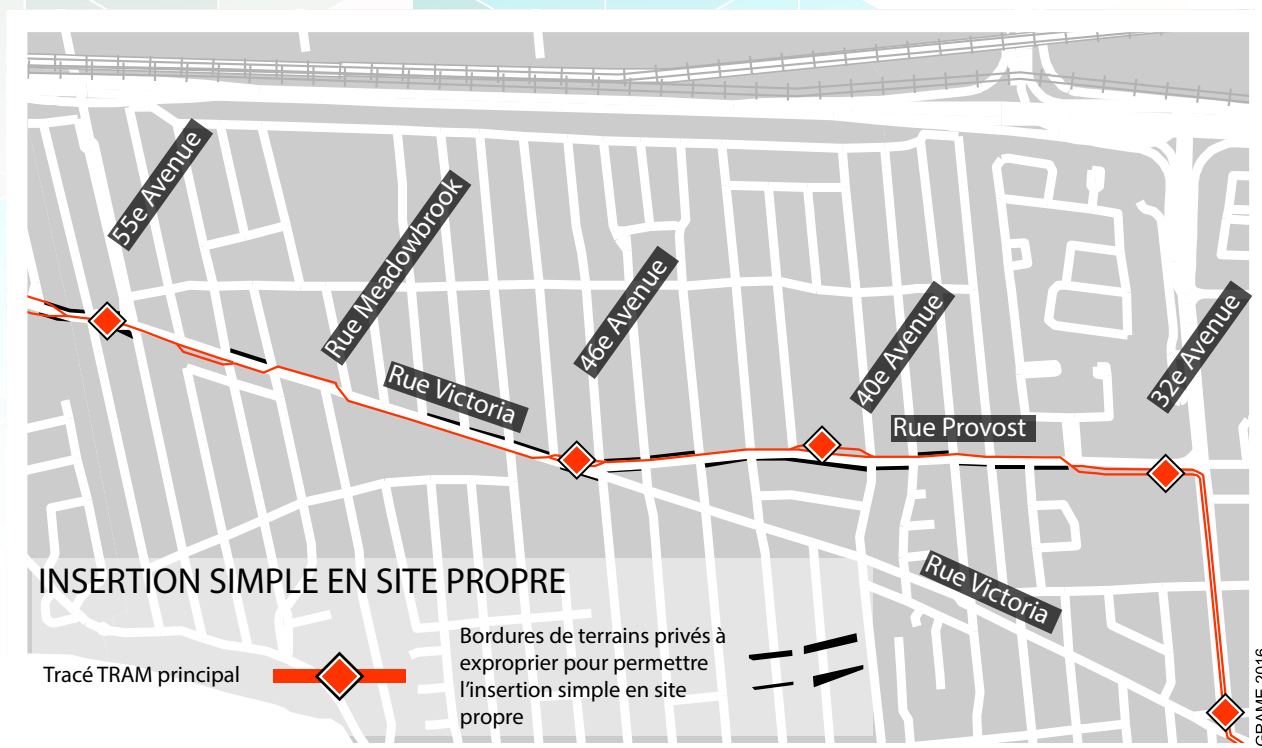 55e Avenue
Rue Meadowbrook
46e Avenue
40e Avenue
32e Avenue
Rue Victoria
Rue Provost
Rue Victoria
INSERTION SIMPLE EN SITE PROPRE
Tracé TRAM principal
Bordures de terrains privés à
exproprier pour permettre
l'insertion simple en site
propre
GRAME 2016